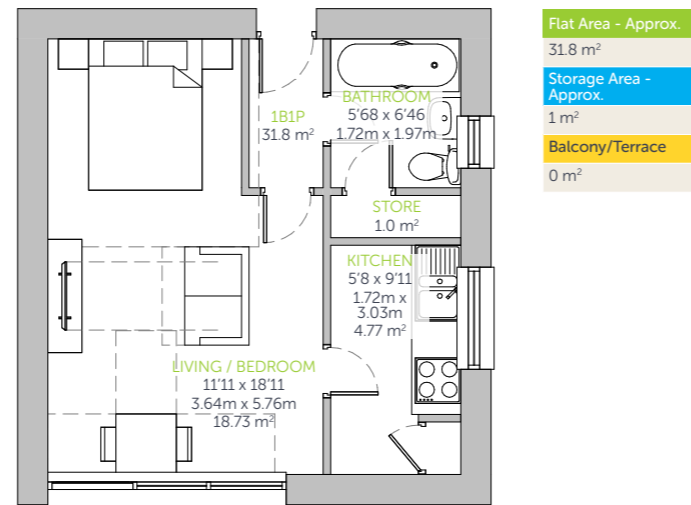 1B1P
31.8 m²
BATHROOM
5'68 x 6'46
1.72m x 1.97m
STORE
1.0 m²
KITCHEN
5'8 x 9'11
1.72m x
3.03m
4.77 m²
LIVING / BEDROOM
11'11 x 18'11
3.64m x 5.76m
18.73 m²
Flat Area - Approx.
31.8 m²
Storage Area -
Approx.
1 m²
Balcony/Terrace
0 m²